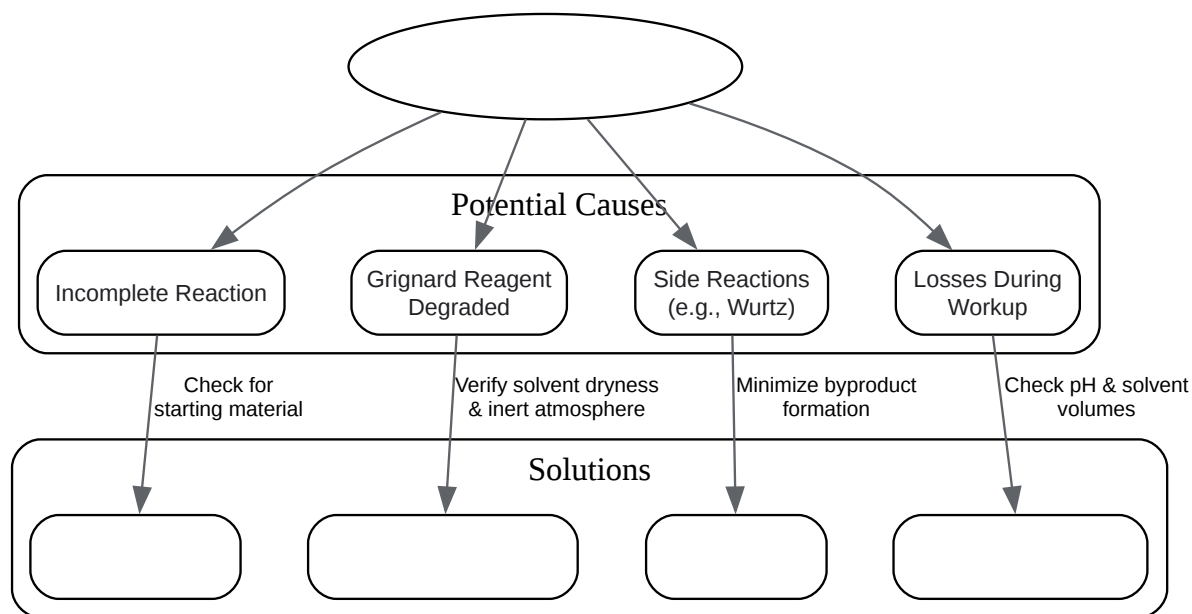 Potential Causes
Incomplete Reaction
Grignard Reagent
Degraded
Side Reactions
(e.g., Wurtz)
Losses During
Workup
Check for
starting material
Verify solvent dryness
& inert atmosphere
Minimize byproduct
formation
Check pH & solvent
volumes
Solutions